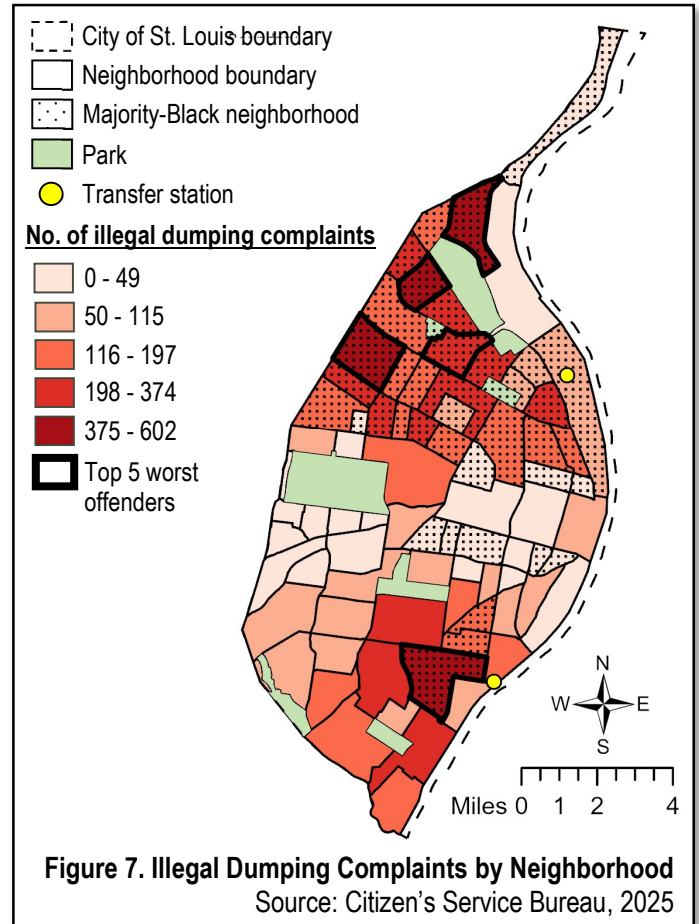 City of St. Louis boundary
Neighborhood boundary
Majority-Black neighborhood
Park
Transfer station
No. of illegal dumping complaints
0 - 49
50 - 115
116 - 197
198 - 374
375 - 602
Top 5 worst
offenders
N
W E
S
Miles 0 1 2 4
Figure 7. Illegal Dumping Complaints by Neighborhood
Source: Citizen's Service Bureau, 2025